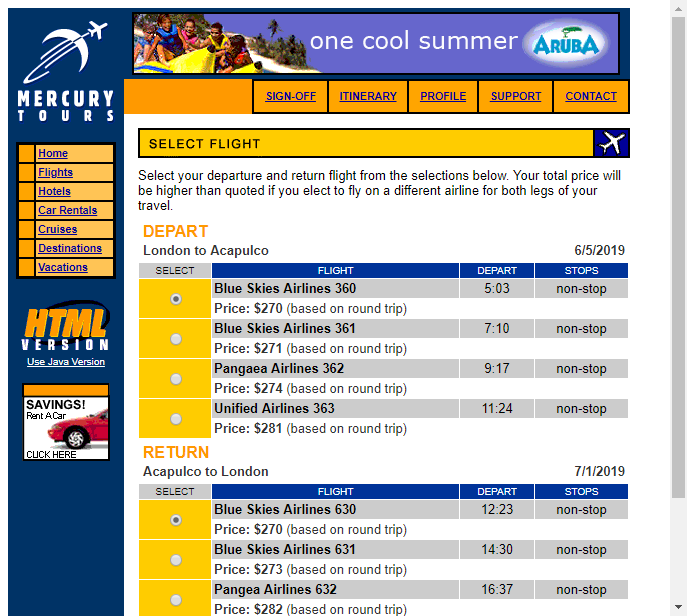 one cool summer ARUBA
MERCURY
TOURS
SIGN-OFF ITINERARY PROFILE SUPPORT CONTACT
Home
Flights
Hotels
Car Rentals
Cruises
Destinations
Vacations
HTML
VERSION
Use Java Version
SAVINGS!
Rent A Car
CLICK HERE
SELECT FLIGHT
Select your departure and return flight from the selections below. Your total price will
be higher than quoted if you elect to fly on a different airline for both legs of your
travel.
DEPART
London to Acapulco 6/5/2019
SELECT FLIGHT DEPART STOPS
Blue Skies Airlines 360 5:03 non-stop
Price: $270 (based on round trip)
Blue Skies Airlines 361 7:10 non-stop
Price: $271 (based on round trip)
Pangaea Airlines 362 9:17 non-stop
Price: $274 (based on round trip)
Unified Airlines 363 11:24 non-stop
Price: $281 (based on round trip)
RETURN
Acapulco to London 7/1/2019
SELECT FLIGHT DEPART STOPS
Blue Skies Airlines 630 12:23 non-stop
Price: $270 (based on round trip)
Blue Skies Airlines 631 14:30 non-stop
Price: $273 (based on round trip)
Pangea Airlines 632 16:37 non-stop
Price: $282 (based on round trip)